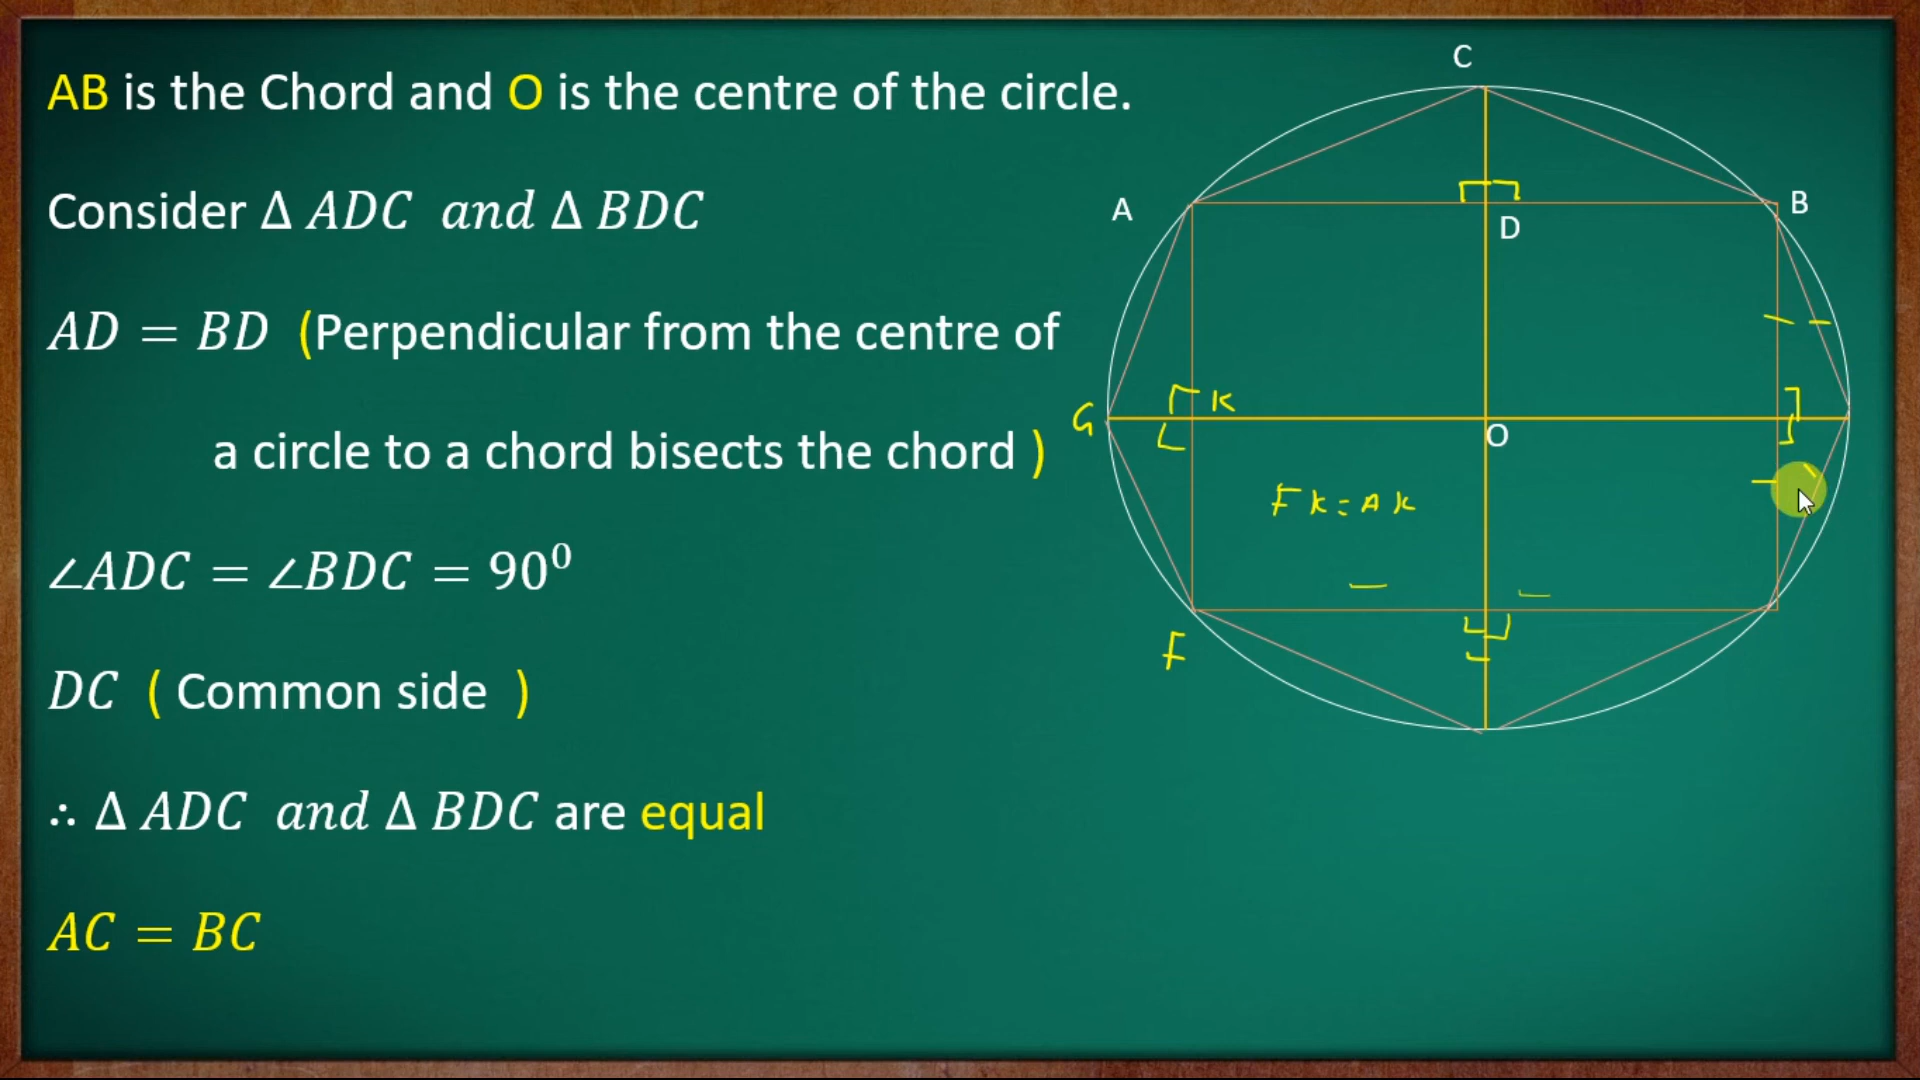 AB is the Chord and O is the centre of the circle.
Consider Δ ADC and Δ BDC
AD = BD (Perpendicular from the centre of
a circle to a chord bisects the chord )
∠ADC = ∠BDC = 90⁰
DC ( Common side )
∴ Δ ADC and Δ BDC are equal
AC = BC
C
A
B
D
G
K
O
FK = AK
F